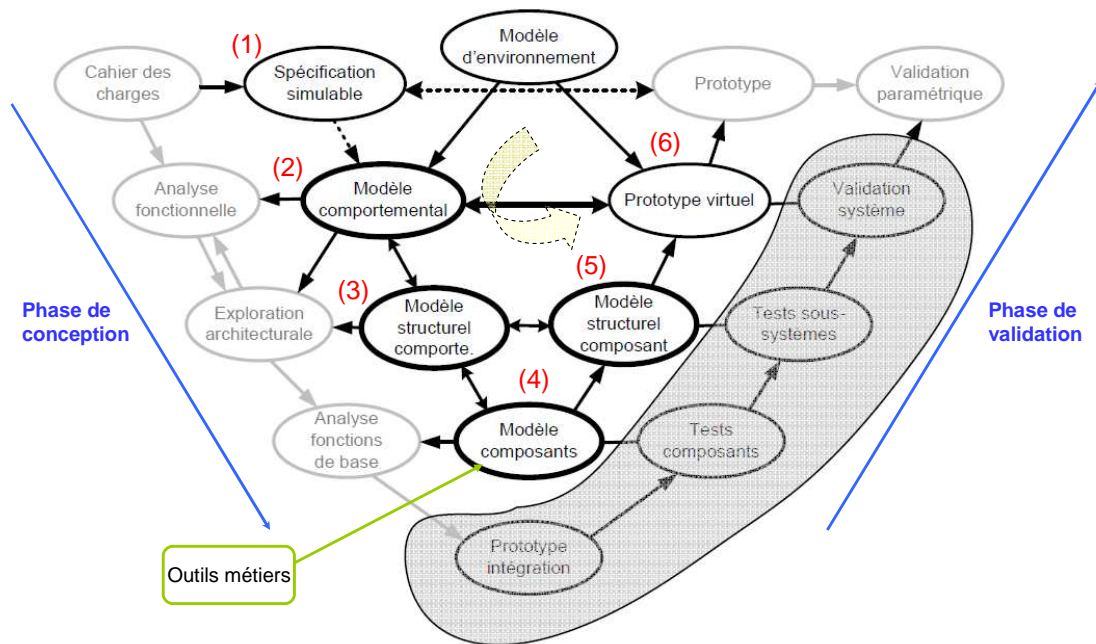 (1)
Modèle
d'environnement
Cahier des
charges
Spécification
simulable
Prototype
Validation
paramétrique
(2)
(6)
Analyse
fonctionnelle
Modèle
comportemental
Prototype virtuel
Validation
système
Phase de
conception
(3)
(5)
Exploration
architecturale
Modèle
structurel
comporte.
Modèle
structurel
composant
Tests sous-
systèmes
Phase de
validation
(4)
Analyse
fonctions
de base
Modèle
composants
Tests
composants
Outils métiers
Prototype
intégration